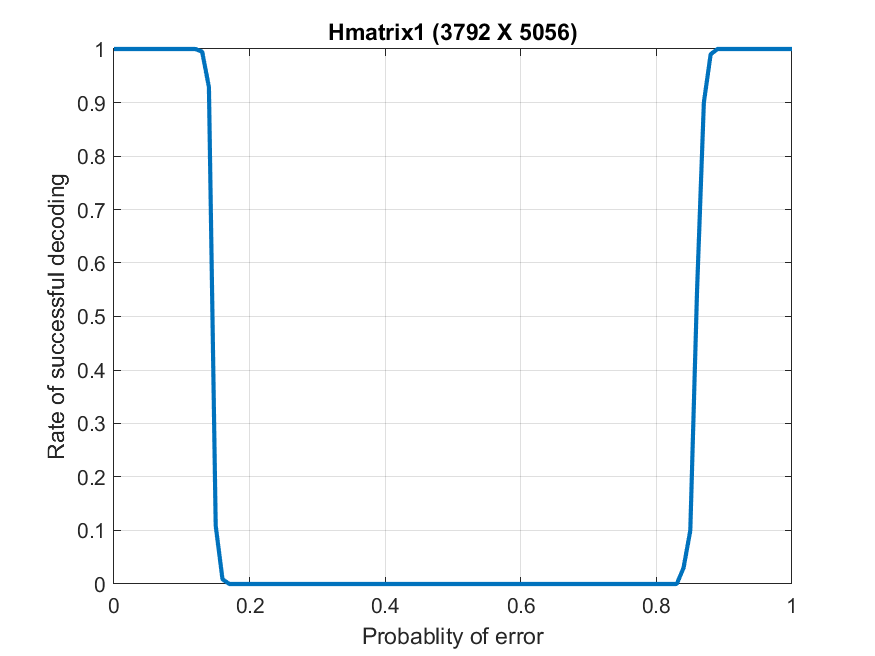 Hmatrix1 (3792 X 5056)
1
0.9
0.8
0.7
0.6
0.5
0.4
0.3
0.2
0.1
0
Rate of successful decoding
0 0.2 0.4 0.6 0.8 1
Probablity of error